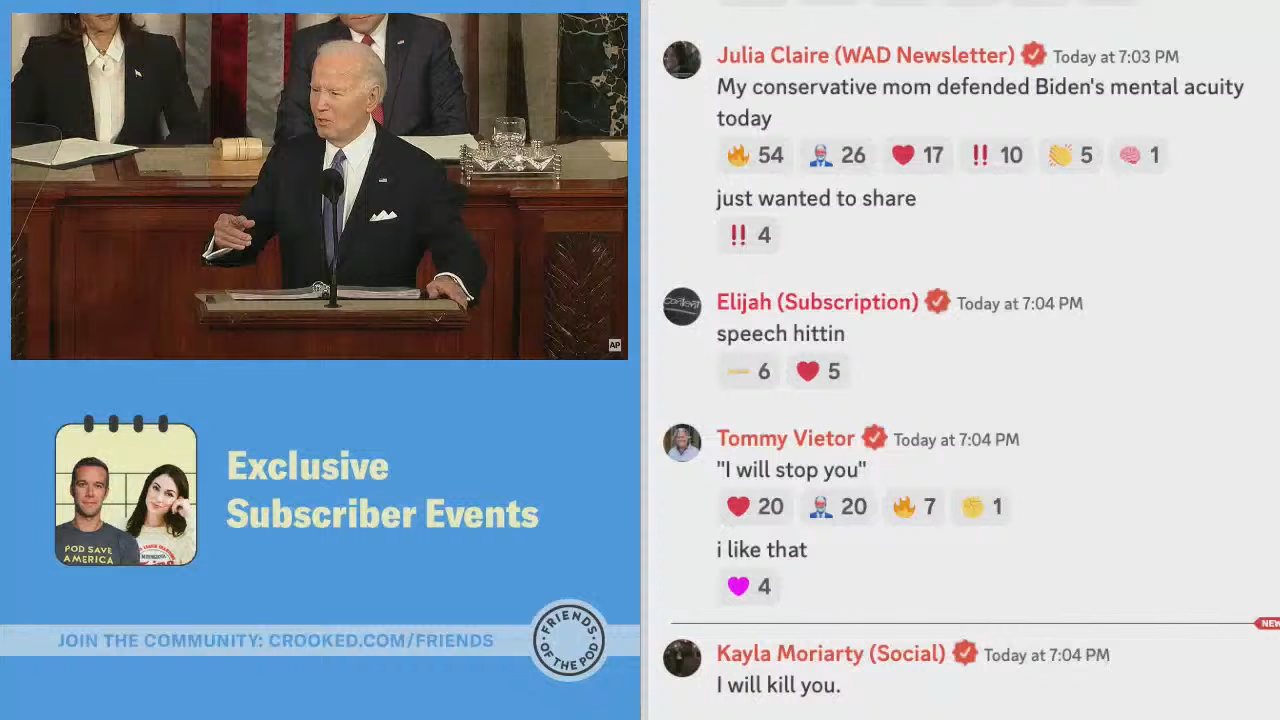 AP
POD SAVE
AMERICA
Exclusive
Subscriber Events
JOIN THE COMMUNITY: CROOKED.COM/FRIENDS
FRIENDS
OF THE POD
Julia Claire (WAD Newsletter) Today at 7:03 PM
My conservative mom defended Biden's mental acuity
today
54 26 17 10 5 1
just wanted to share
4
Elijah (Subscription) Today at 7:04 PM
speech hittin
6 5
Tommy Vietor Today at 7:04 PM
"I will stop you"
20 20 7 1
i like that
4
NEW
Kayla Moriarty (Social) Today at 7:04 PM
I will kill you.